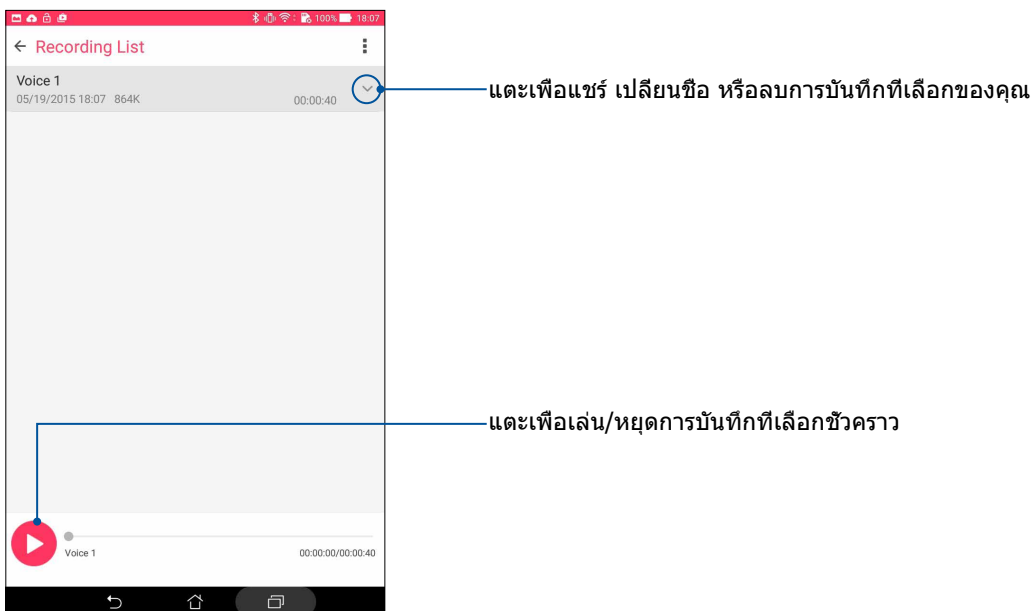 100% 18:07
Recording List
Voice 1
แตะเพือแชร์ เปลียนชือ หรือลบการบันทึกทีเลือกของคุณ
05/19/2015 18:07 864K 00:00:40
แตะเพือเล่น/หยุดการบันทึกทีเลือกชัวคราว
Voice 1 00:00:00/00:00:40